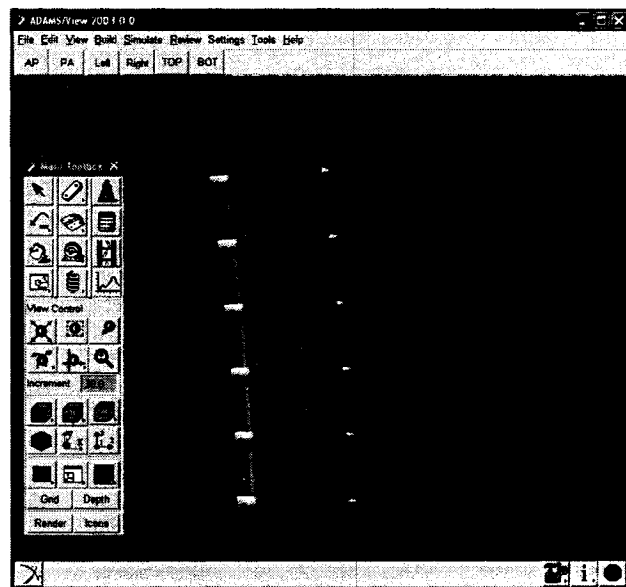 ADAMS/View 2003.0.0
File Edit View Build Simulate Review Settings Tools Help
AP PA Left Right TOP BOT
Main Toolbox
View Control
Increment
Grid Depth
Render Icons
i